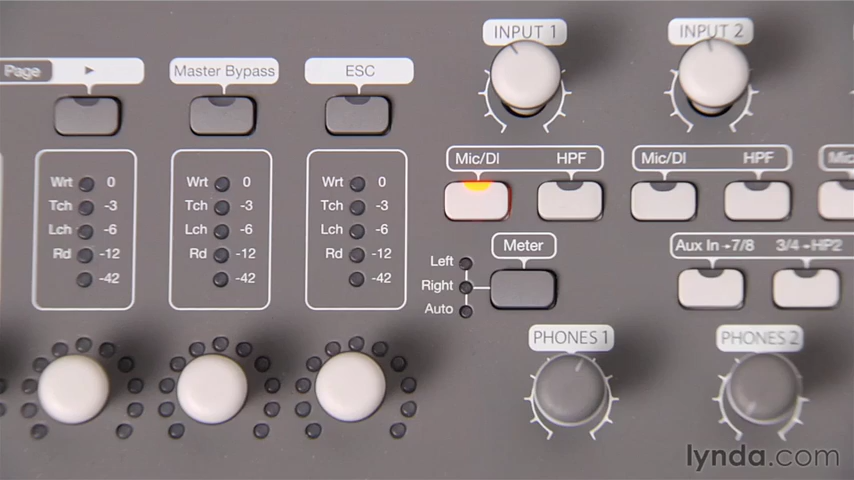 INPUT 1 INPUT 2
Page ▶ Master Bypass ESC
Mic/DI HPF Mic/DI HPF Mic
Wrt 0 Wrt 0 Wrt 0
Tch -3 Tch -3 Tch -3
Lch -6 Lch -6 Lch -6
Rd -12 Rd -12 Rd -12
-42 -42 -42
Meter Aux In→7/8 3/4→HP2
Left
Right
Auto
PHONES 1 PHONES 2
lynda.com